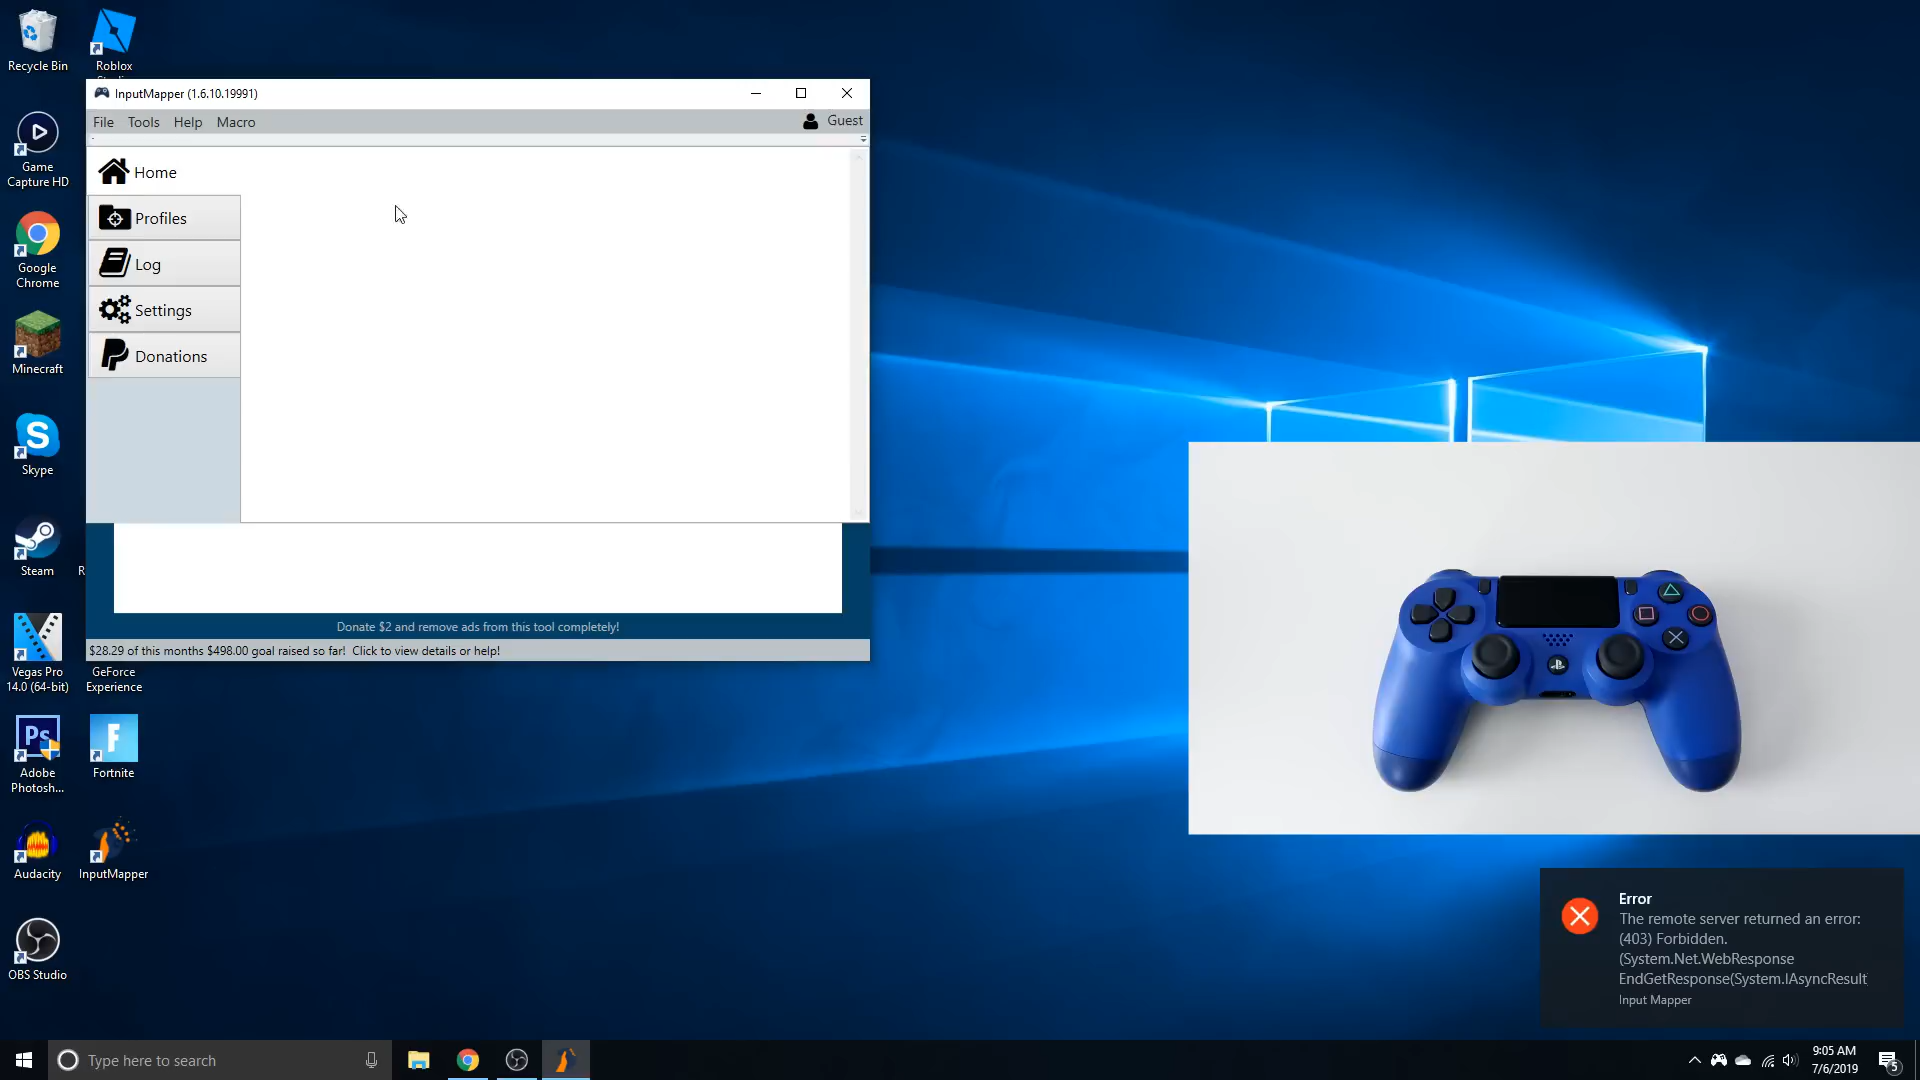 Recycle Bin
Roblox
Game
Capture HD
Google
Chrome
Minecraft
Skype
Steam
R
Vegas Pro
14.0 (64-bit)
GeForce
Experience
Adobe
Photosh...
Fortnite
Audacity
InputMapper
OBS Studio
InputMapper (1.6.10.19991)
File Tools Help Macro
Guest
Home
Profiles
Log
Settings
Donations
Donate $2 and remove ads from this tool completely!
$28.29 of this months $498.00 goal raised so far! Click to view details or help!
Error
The remote server returned an error:
(403) Forbidden.
(System.Net.WebResponse
EndGetResponse(System.IAsyncResult
Input Mapper
Type here to search
9:05 AM
7/6/2019
5